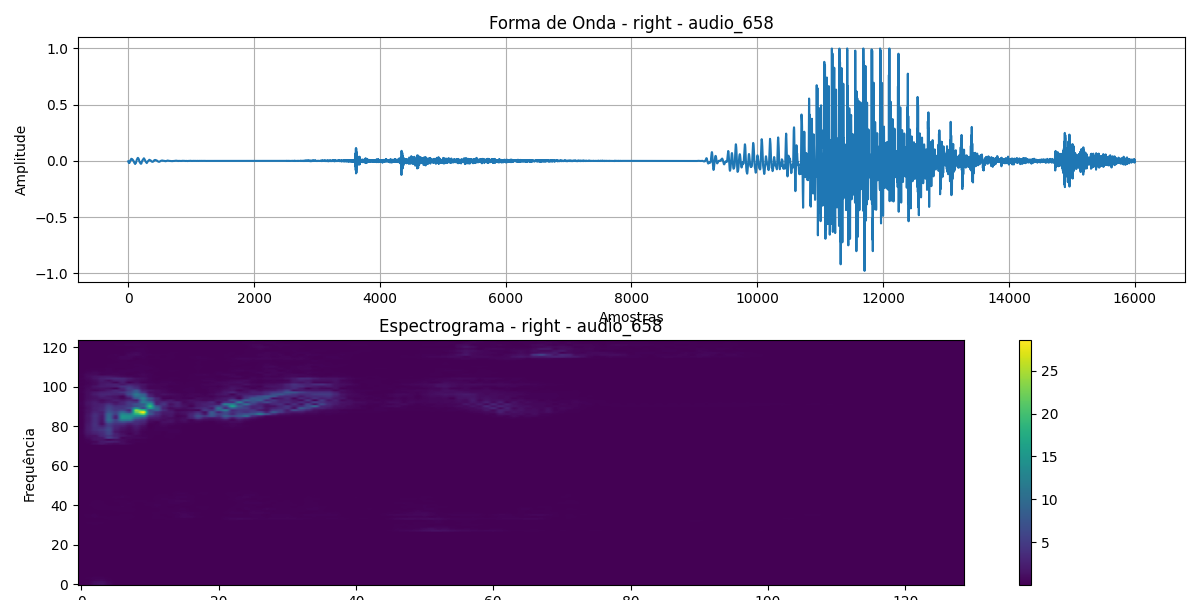 Forma de Onda - right - audio_658
1.0
0.5
0.0
−0.5
−1.0
Amplitude
0 2000 4000 6000 8000 10000 12000 14000 16000
Amostras
Espectrograma - right - audio_658
120
100
80
60
40
20
0
Frequência
25
20
15
10
5
0 20 40 60 80 100 120